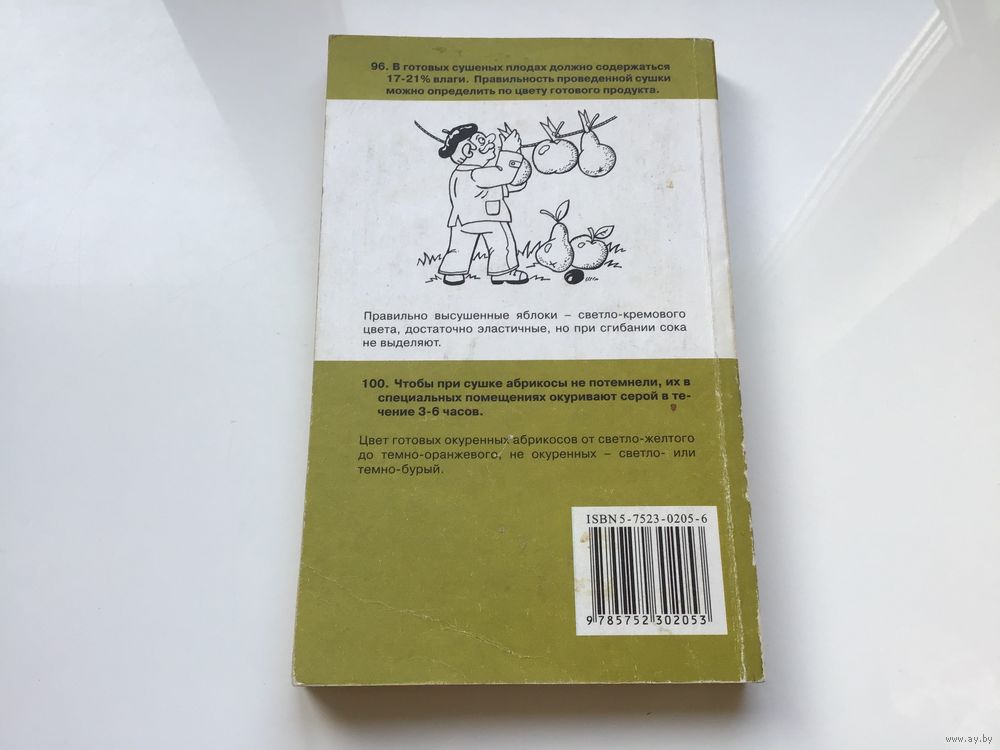 96. В готовых сушеных плодах должно содержаться
17-21% влаги. Правильность проведенной сушки
можно определить по цвету готового продукта.
Правильно высушенные яблоки – светло-кремового
цвета, достаточно эластичные, но при сгибании сока
не выделяют.
100. Чтобы при сушке абрикосы не потемнели, их в
специальных помещениях окуривают серой в те-
чение 3-6 часов.
Цвет готовых окуренных абрикосов от светло-желтого
до темно-оранжевого, не окуренных – светло- или
темно-бурый.
ISBN 5-7523-0205-6
9 785752 302053
www.ay.by